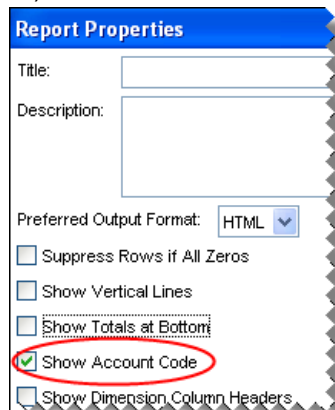 Report Properties
Title:
Description:
Preferred Output Format: HTML
Suppress Rows if All Zeros
Show Vertical Lines
Show Totals at Bottom
Show Account Code
Show Dimension Column Headers